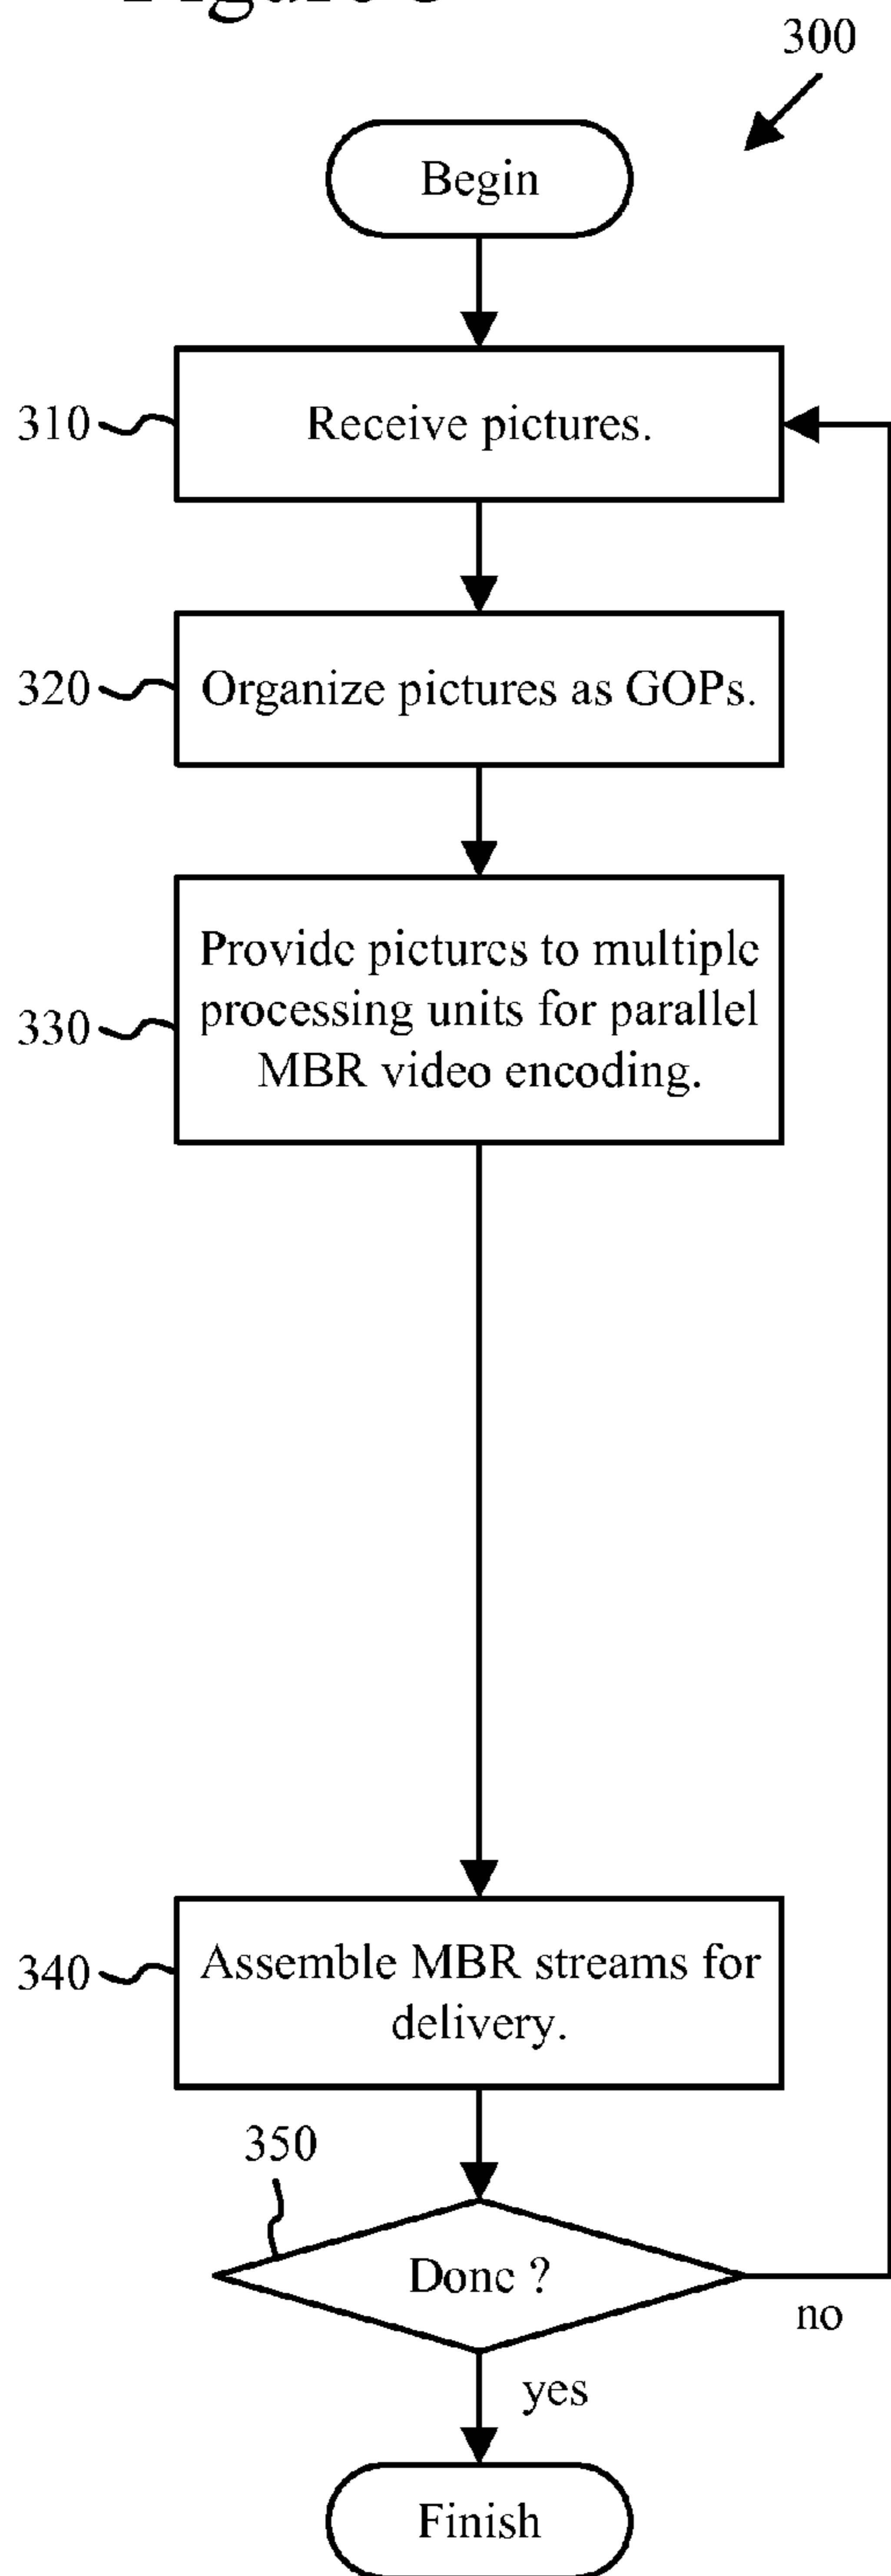 300
Begin
310
Receive pictures.
320
Organize pictures as GOPs.
330
Provide pictures to multiple
processing units for parallel
MBR video encoding.
340
Assemble MBR streams for
delivery.
350
Done ?
no
yes
Finish